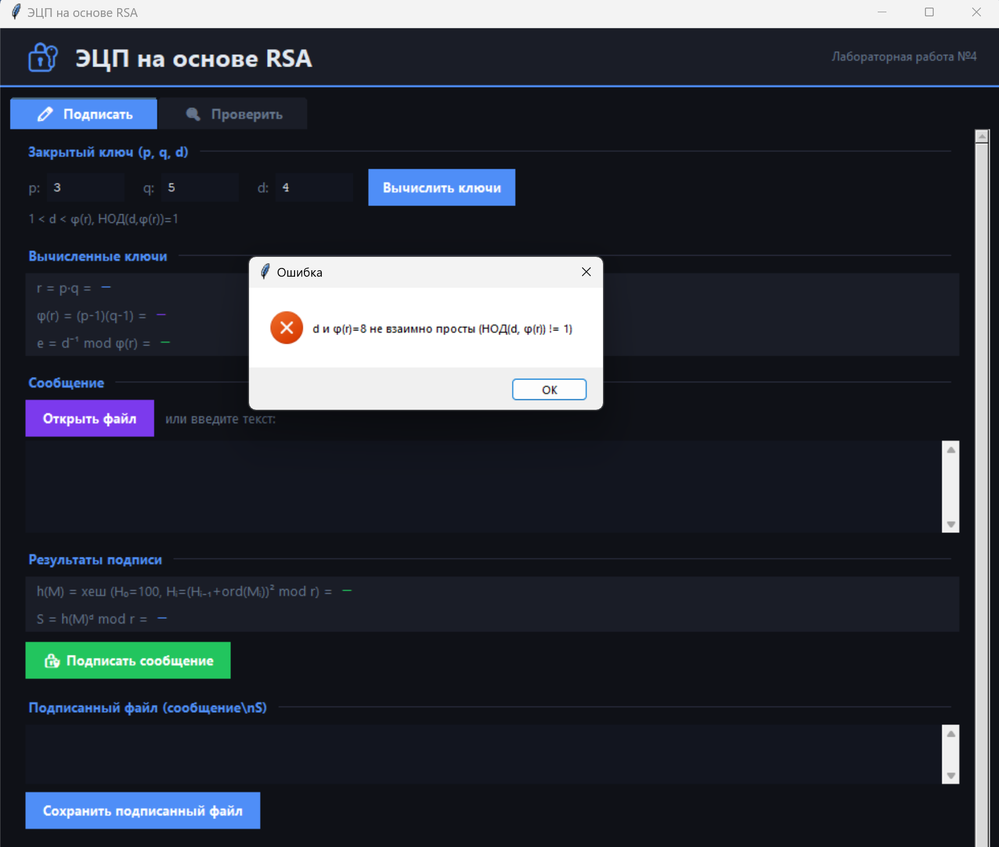 ЭЦП на основе RSA
ЭЦП на основе RSA
Лабораторная работа №4
Подписать
Проверить
Закрытый ключ (p, q, d)
p: 3 q: 5 d: 4 Вычислить ключи
1 < d < φ(r), НОД(d,φ(r))=1
Вычисленные ключи
r = p·q = —
φ(r) = (p-1)(q-1) = —
e = d⁻¹ mod φ(r) = —
Ошибка
d и φ(r)=8 не взаимно просты (НОД(d, φ(r)) != 1)
OK
Сообщение
Открыть файл или введите текст:
Результаты подписи
h(M) = хеш (H₀=100, Hᵢ=(Hᵢ₋₁+ord(Mᵢ))² mod r) = —
S = h(M)ᵈ mod r = —
Подписать сообщение
Подписанный файл (сообщение\nS)
Сохранить подписанный файл